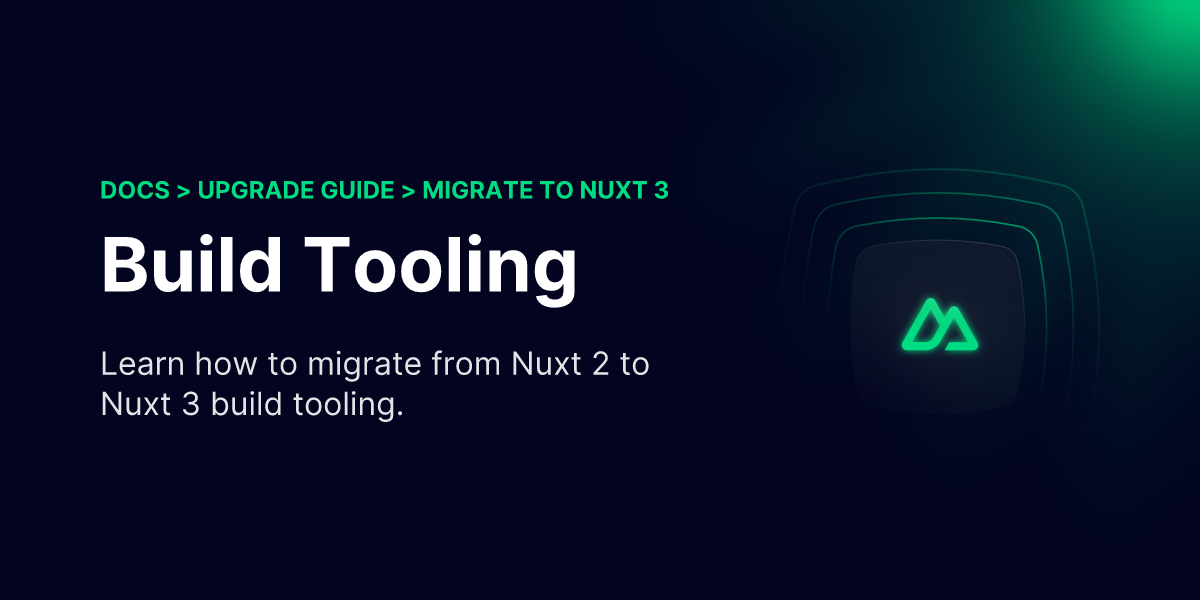 DOCS > UPGRADE GUIDE > MIGRATE TO NUXT 3
Build Tooling
Learn how to migrate from Nuxt 2 to
Nuxt 3 build tooling.